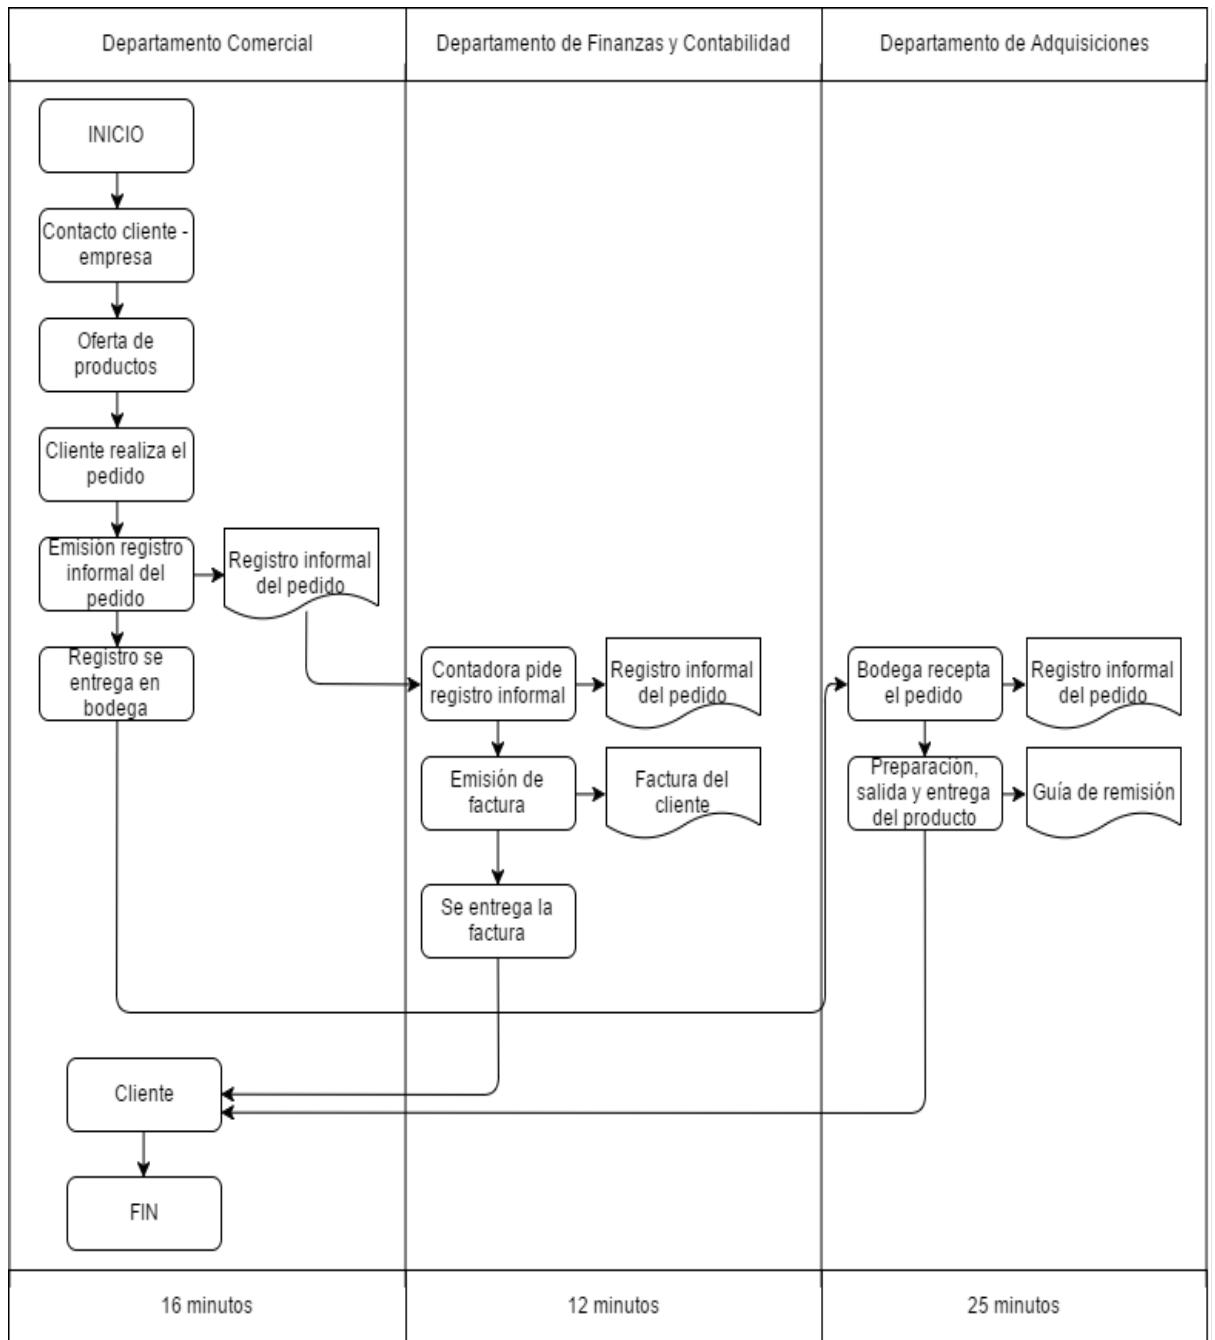 Departamento Comercial
Departamento de Finanzas y Contabilidad
Departamento de Adquisiciones
INICIO
Contacto cliente -
empresa
Oferta de
productos
Cliente realiza el
pedido
Emisión registro
informal del
pedido
Registro informal
del pedido
Registro se
entrega en
bodega
Contadora pide
registro informal
Registro informal
del pedido
Emisión de
factura
Factura del
cliente
Se entrega la
factura
Bodega recepta
el pedido
Registro informal
del pedido
Preparación,
salida y entrega
del producto
Guía de remisión
Cliente
FIN
16 minutos
12 minutos
25 minutos